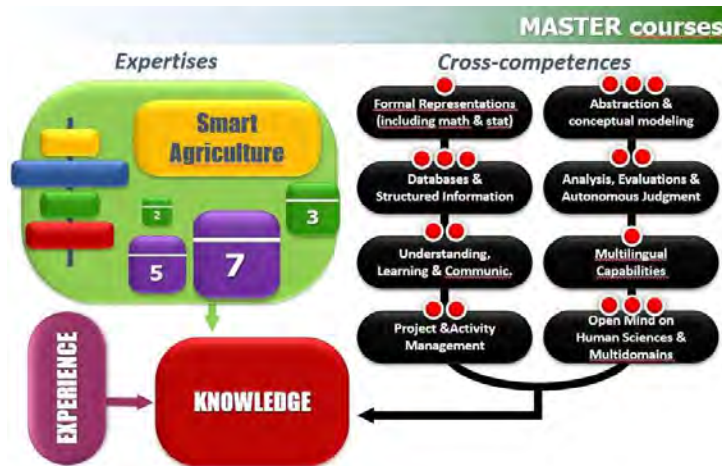 MASTER courses
Expertises
Cross-competences
Smart
Agriculture
2
3
5
7
EXPERIENCE
KNOWLEDGE
Formal Representations
(including math & stat)
Databases &
Structured Information
Understanding,
Learning & Communic.
Project &Activity
Management
Abstraction &
conceptual modeling
Analysis, Evaluations &
Autonomous Judgment
Multilingual
Capabilities
Open Mind on
Human Sciences &
Multidomains